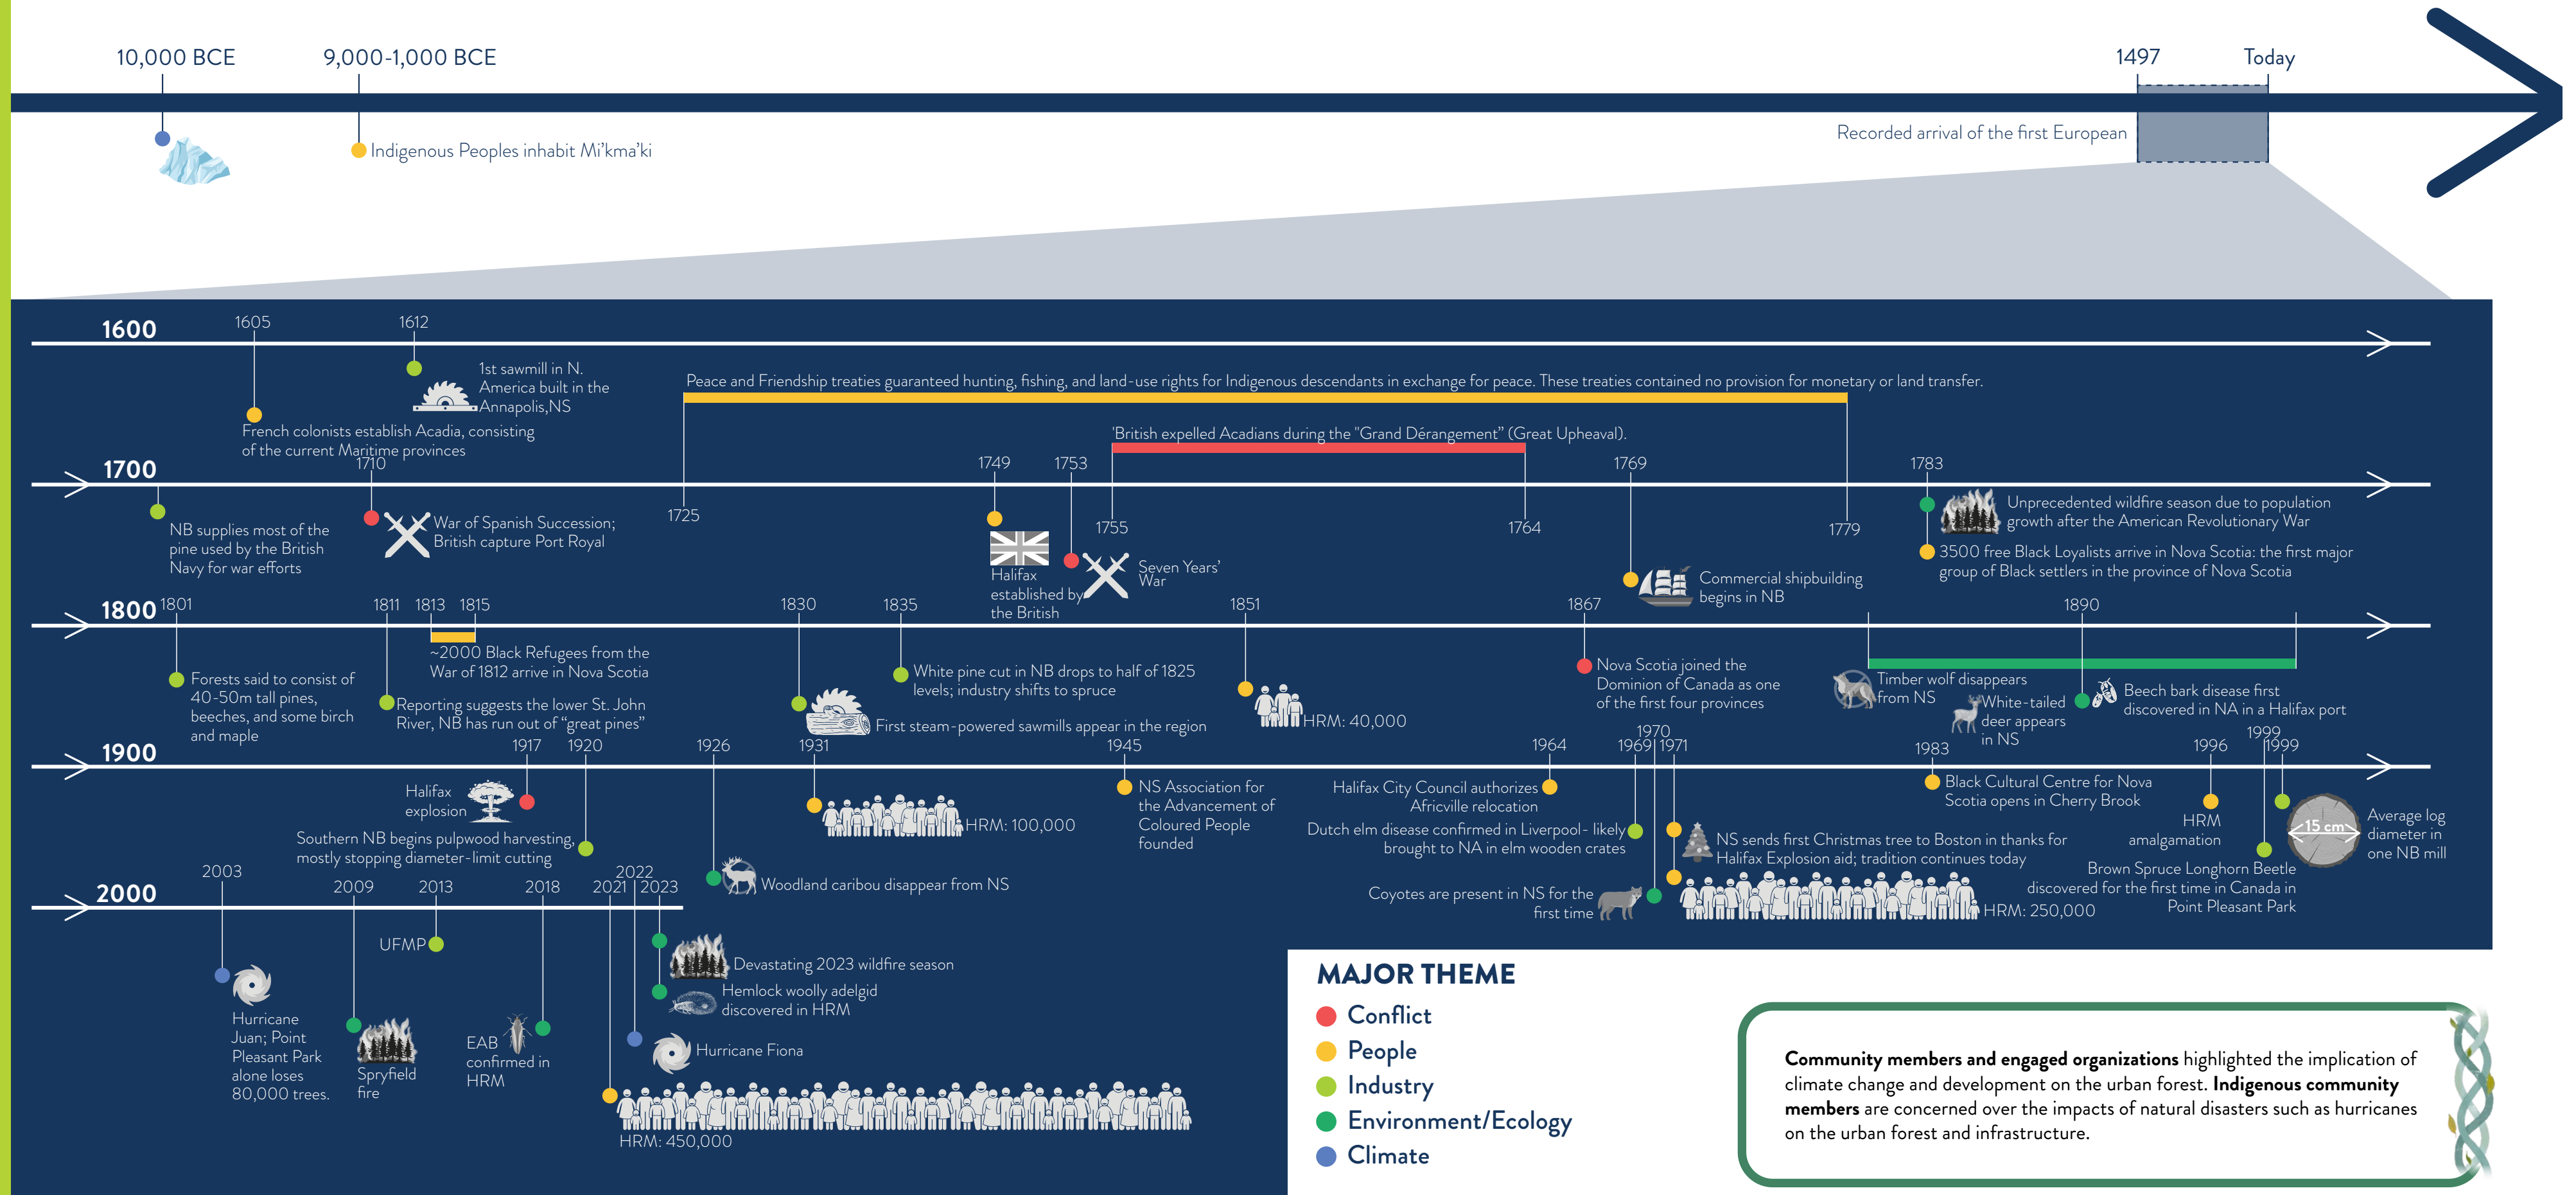 10,000 BCE
9,000-1,000 BCE
1497
Today
Indigenous Peoples inhabit Mi'kma'ki
Recorded arrival of the first European
1600
1605
1612
1st sawmill in N.
America built in the
Annapolis,NS
French colonists establish Acadia, consisting
of the current Maritime provinces
Peace and Friendship treaties guaranteed hunting, fishing, and land-use rights for Indigenous descendants in exchange for peace. These treaties contained no provision for monetary or land transfer.
'British expelled Acadians during the "Grand Dérangement” (Great Upheaval).
1700
1710
1749
1753
1769
1783
1725
1755
1764
1779
NB supplies most of the
pine used by the British
Navy for war efforts
War of Spanish Succession;
British capture Port Royal
Halifax
established by
the British
Seven Years'
War
Commercial shipbuilding
begins in NB
Unprecedented wildfire season due to population
growth after the American Revolutionary War
3500 free Black Loyalists arrive in Nova Scotia: the first major
group of Black settlers in the province of Nova Scotia
1800
1801
1811
1813
1815
1830
1835
1851
1867
1890
Forests said to consist of
40-50m tall pines,
beeches, and some birch
and maple
~2000 Black Refugees from the
War of 1812 arrive in Nova Scotia
Reporting suggests the lower St. John
River, NB has run out of “great pines”
White pine cut in NB drops to half of 1825
levels; industry shifts to spruce
First steam-powered sawmills appear in the region
HRM: 40,000
Nova Scotia joined the
Dominion of Canada as one
of the first four provinces
Timber wolf disappears
from NS
White-tailed
deer appears
in NS
Beech bark disease first
discovered in NA in a Halifax port
1900
1917
1920
1926
1931
1945
1964
1969
1970
1971
1983
1996
1999
1999
Halifax
explosion
Southern NB begins pulpwood harvesting,
mostly stopping diameter-limit cutting
Woodland caribou disappear from NS
HRM: 100,000
NS Association for
the Advancement of
Coloured People
founded
Halifax City Council authorizes
Africville relocation
Dutch elm disease confirmed in Liverpool- likely
brought to NA in elm wooden crates
Coyotes are present in NS for the
first time
NS sends first Christmas tree to Boston in thanks for
Halifax Explosion aid; tradition continues today
HRM: 250,000
Black Cultural Centre for Nova
Scotia opens in Cherry Brook
HRM
amalgamation
Brown Spruce Longhorn Beetle
discovered for the first time in Canada in
Point Pleasant Park
15 cm
Average log
diameter in
one NB mill
2000
2003
2009
2013
2018
2021
2022
2023
Hurricane
Juan; Point
Pleasant Park
alone loses
80,000 trees.
Spryfield
fire
UFMP
EAB
confirmed in
HRM
Devastating 2023 wildfire season
Hemlock woolly adelgid
discovered in HRM
Hurricane Fiona
HRM: 450,000
MAJOR THEME
Conflict
People
Industry
Environment/Ecology
Climate
Community members and engaged organizations highlighted the implication of
climate change and development on the urban forest. Indigenous community
members are concerned over the impacts of natural disasters such as hurricanes
on the urban forest and infrastructure.